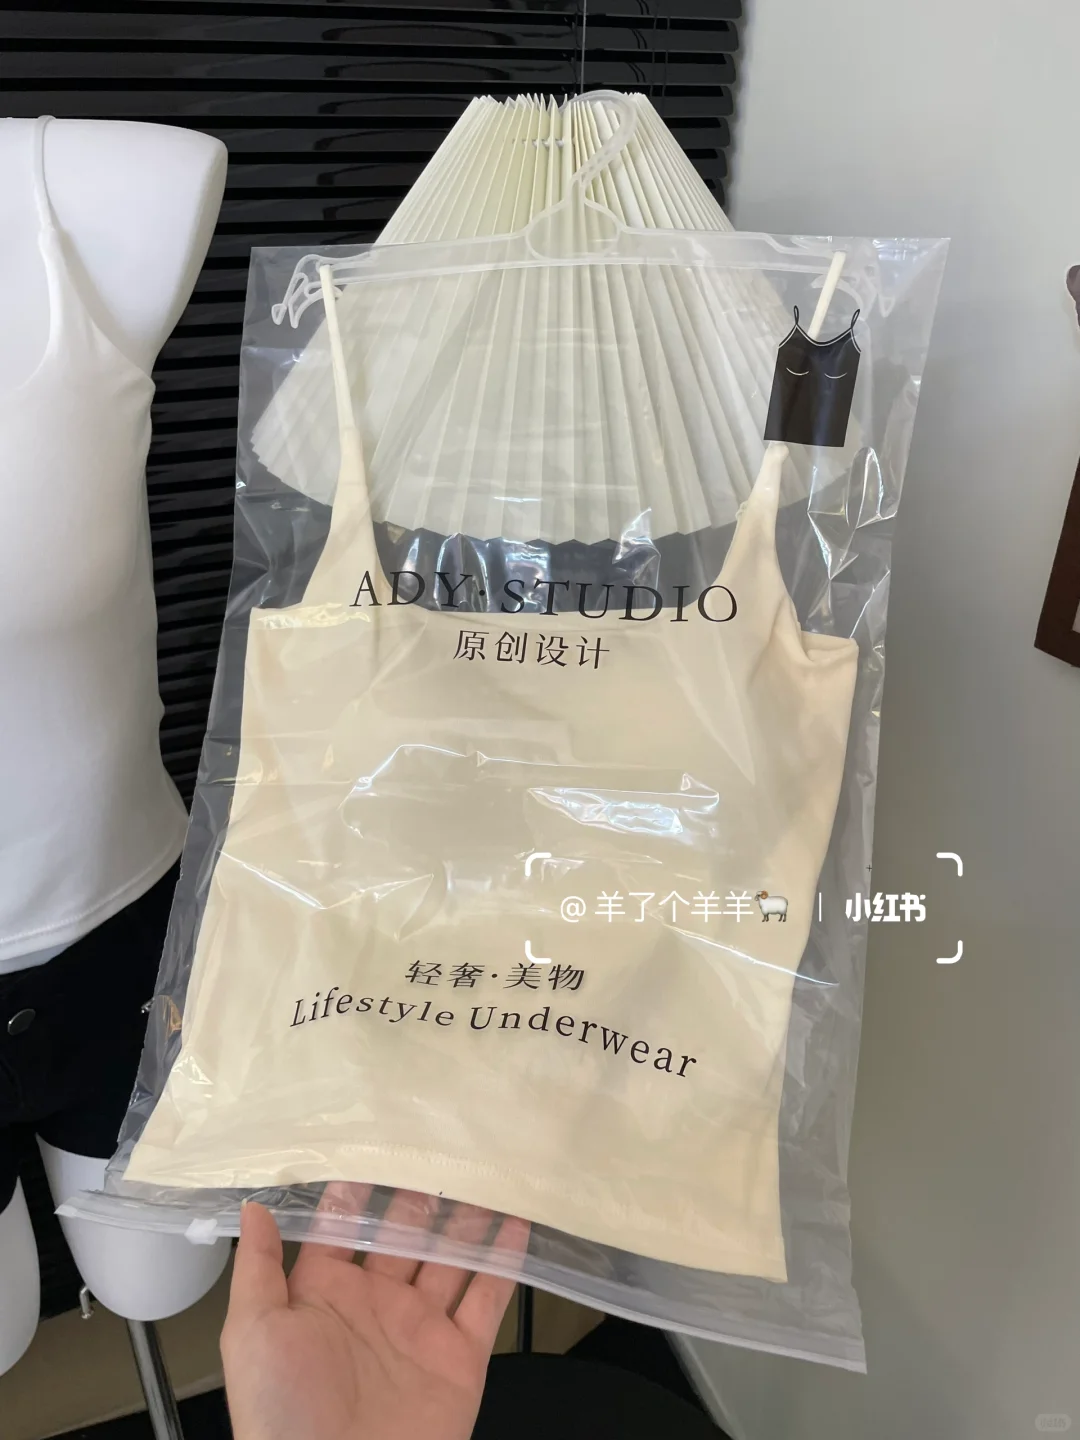 ADY·STUDIO
原创设计
@羊了个羊羊🐏 | 小红书
轻奢·美物
Lifestyle Underwear